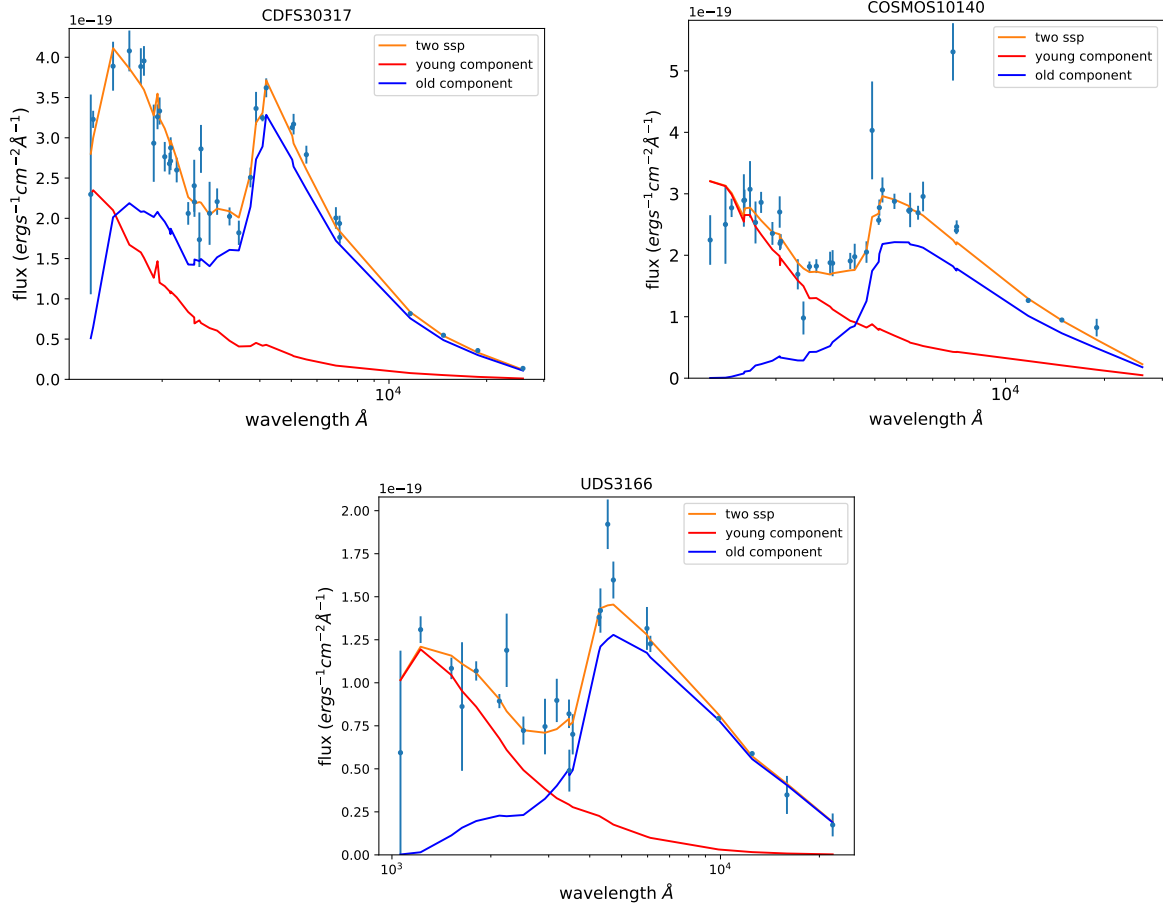 CDFS30317
1e−19
two ssp
young component
old component
4.0
3.5
3.0
2.5
2.0
1.5
1.0
0.5
0.0
flux (ergs⁻¹cm⁻²Å⁻¹)
10⁴
wavelength Å
COSMOS10140
1e−19
two ssp
young component
old component
5
4
3
2
1
0
flux (ergs⁻¹cm⁻²Å⁻¹)
10⁴
wavelength Å
UDS3166
1e−19
two ssp
young component
old component
2.00
1.75
1.50
1.25
1.00
0.75
0.50
0.25
0.00
flux (ergs⁻¹cm⁻²Å⁻¹)
10³ 10⁴
wavelength Å